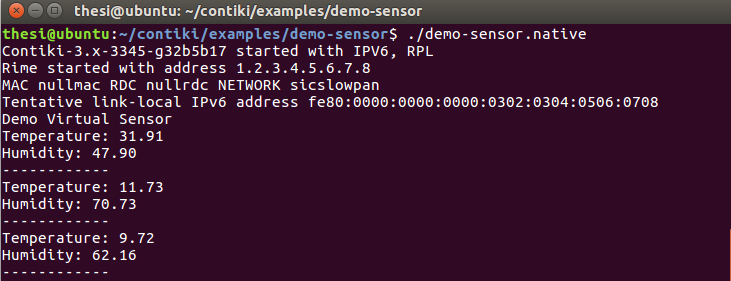 thesi@ubuntu: ~/contiki/examples/demo-sensor
thesi@ubuntu:~/contiki/examples/demo-sensor$ ./demo-sensor.native
Contiki-3.x-3345-g32b5b17 started with IPV6, RPL
Rime started with address 1.2.3.4.5.6.7.8
MAC nullmac RDC nullrdc NETWORK sicslowpan
Tentative link-local IPv6 address fe80:0000:0000:0000:0302:0304:0506:0708
Demo Virtual Sensor
Temperature: 31.91
Humidity: 47.90
------------
Temperature: 11.73
Humidity: 70.73
------------
Temperature: 9.72
Humidity: 62.16
------------